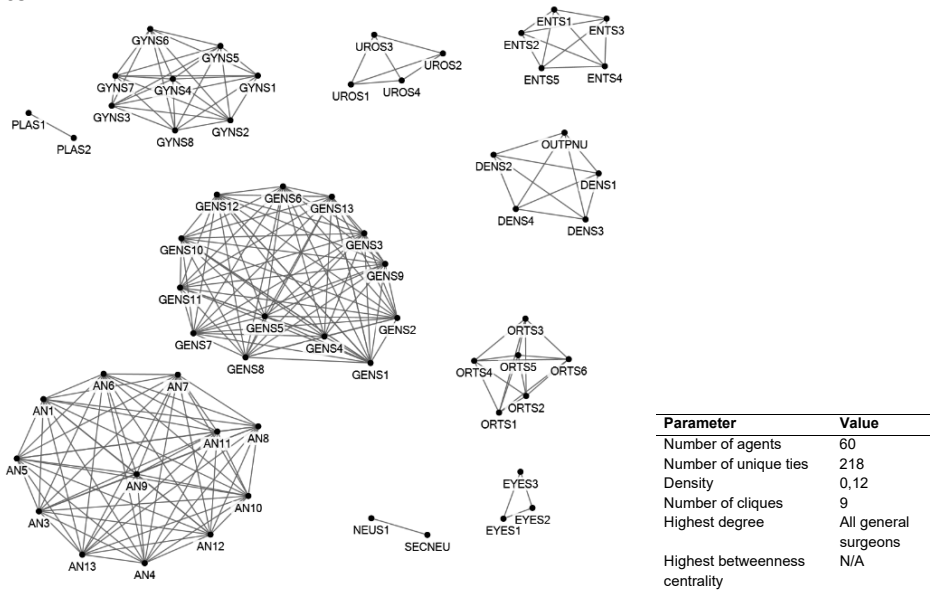 GYNS6
GYNS5
GYNS7
GYNS4
GYNS1
GYNS3
GYNS2
GYNS8
PLAS1
PLAS2
UROS3
UROS2
UROS1
UROS4
ENTS1
ENTS3
ENTS2
ENTS5
ENTS4
OUTPNU
DENS2
DENS1
DENS4
DENS3
GENS6
GENS12
GENS13
GENS3
GENS10
GENS9
GENS11
GENS5
GENS2
GENS7
GENS4
GENS8
GENS1
ORTS3
ORTS4
ORTS5
ORTS6
ORTS2
ORTS1
AN6
AN7
AN1
AN11
AN8
AN5
AN9
AN10
AN3
AN12
AN13
AN4
NEUS1
SECNEU
EYES3
EYES1
EYES2
Parameter Value
Number of agents 60
Number of unique ties 218
Density 0,12
Number of cliques 9
Highest degree All general
surgeons
Highest betweenness N/A
centrality